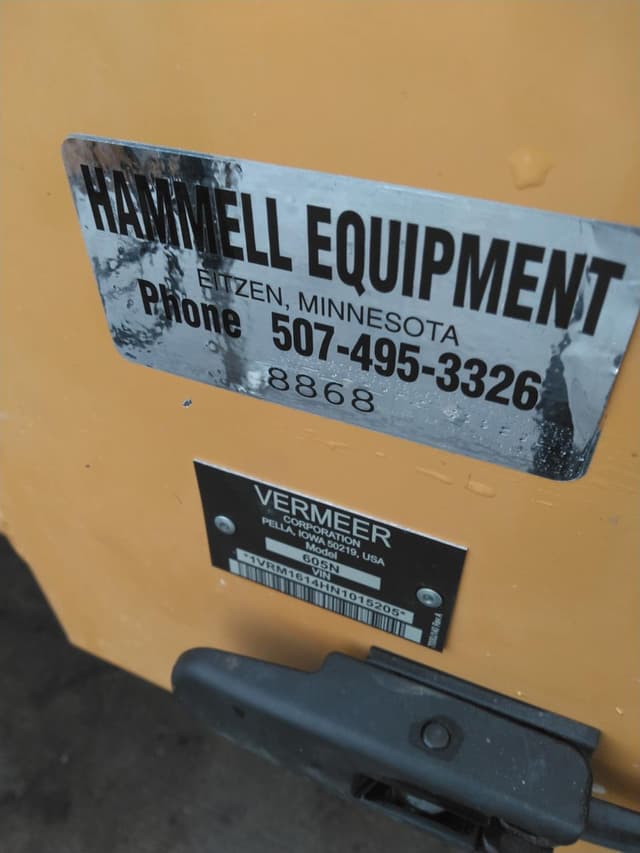 HAMMELL EQUIPMENT
EITZEN, MINNESOTA
Phone 507-495-3326
8868
VERMEER
CORPORATION
PELLA, IOWA 50219, USA
Model
605N
VIN
*1VRM1614HN1015205*